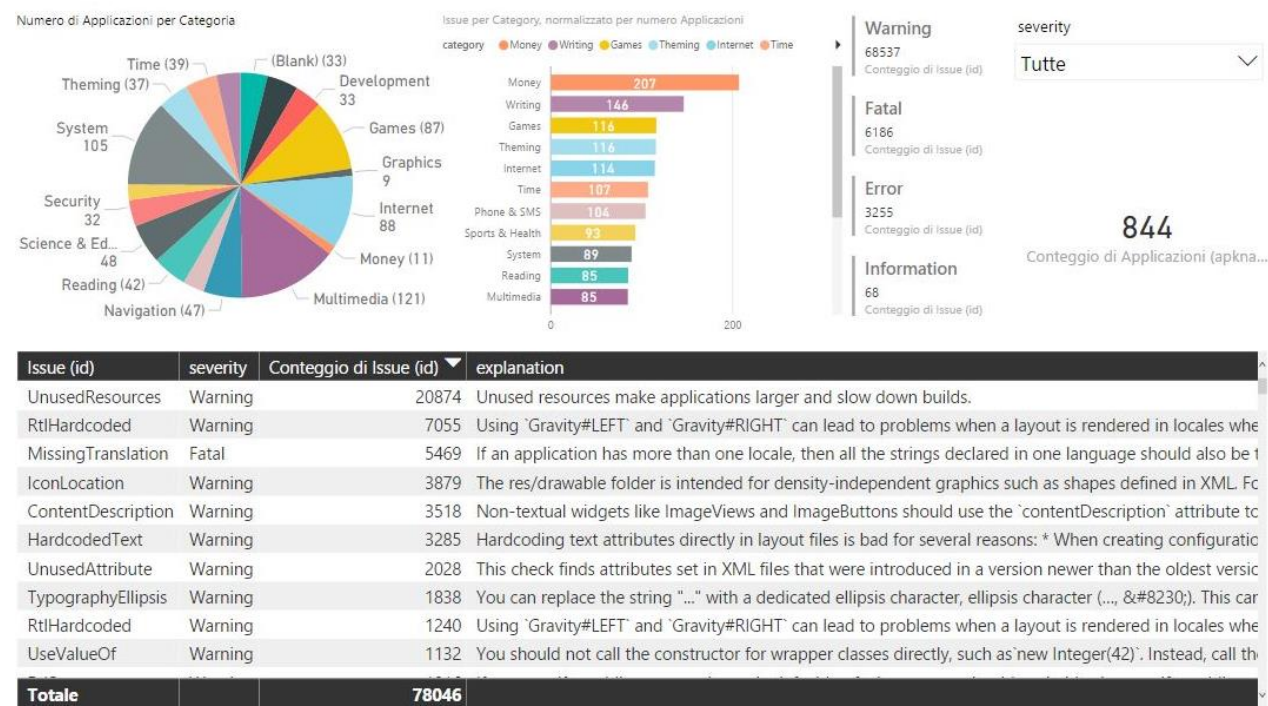 Numero di Applicazioni per Categoria
(Blank) (33)
Development
33
Games (87)
Graphics
9
Internet
88
Money (11)
Multimedia (121)
Navigation (47)
Reading (42)
Science & Ed...
48
Security
32
System
105
Theming (37)
Time (39)
Issue per Category, normalizzato per numero Applicazioni
category Money Writing Games Theming Internet Time
Money 207
Writing 146
Games 116
Theming 116
Internet 114
Time 107
Phone & SMS 104
Sports & Health 93
System 89
Reading 85
Multimedia 85
0 200
Warning
68537
Conteggio di Issue (id)
Fatal
6186
Conteggio di Issue (id)
Error
3255
Conteggio di Issue (id)
Information
68
Conteggio di Issue (id)
severity
Tutte
844
Conteggio di Applicazioni (apkna...
Issue (id) severity Conteggio di Issue (id) explanation
UnusedResources Warning 20874 Unused resources make applications larger and slow down builds.
RtlHardcoded Warning 7055 Using `Gravity#LEFT` and `Gravity#RIGHT` can lead to problems when a layout is rendered in locales whe
MissingTranslation Fatal 5469 If an application has more than one locale, then all the strings declared in one language should also be t
IconLocation Warning 3879 The res/drawable folder is intended for density-independent graphics such as shapes defined in XML. Fo
ContentDescription Warning 3518 Non-textual widgets like ImageViews and ImageButtons should use the `contentDescription` attribute to
HardcodedText Warning 3285 Hardcoding text attributes directly in layout files is bad for several reasons: * When creating configuratio
UnusedAttribute Warning 2028 This check finds attributes set in XML files that were introduced in a version newer than the oldest versio
TypographyEllipsis Warning 1838 You can replace the string "..." with a dedicated ellipsis character, ellipsis character (…, &#8230;). This can
RtlHardcoded Warning 1240 Using `Gravity#LEFT` and `Gravity#RIGHT` can lead to problems when a layout is rendered in locales whe
UseValueOf Warning 1132 You should not call the constructor for wrapper classes directly, such as`new Integer(42)`. Instead, call the
Totale 78046